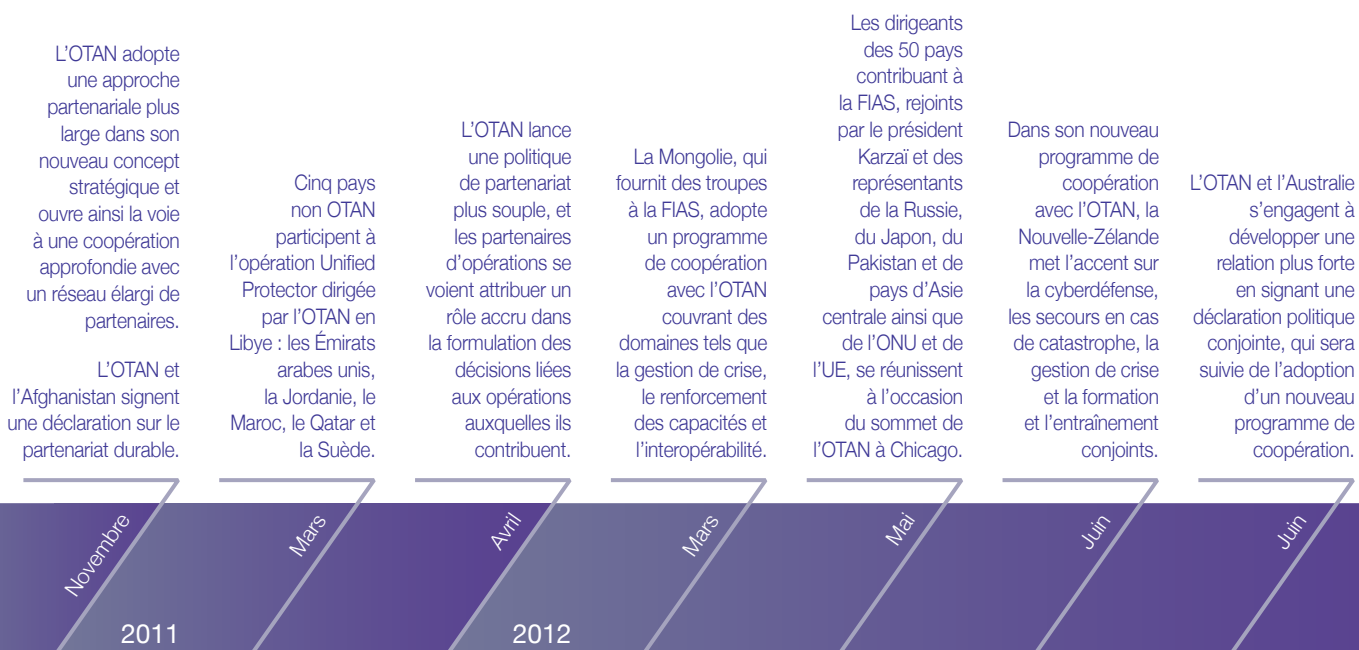 L’OTAN adopte
une approche
partenariale plus
large dans son
nouveau concept
stratégique et
ouvre ainsi la voie
à une coopération
approfondie avec
un réseau élargi de
partenaires.
L’OTAN et
l’Afghanistan signent
une déclaration sur le
partenariat durable.
Cinq pays
non OTAN
participent à
l’opération Unified
Protector dirigée
par l’OTAN en
Libye : les Émirats
arabes unis,
la Jordanie, le
Maroc, le Qatar et
la Suède.
L’OTAN lance
une politique
de partenariat
plus souple, et
les partenaires
d’opérations se
voient attribuer un
rôle accru dans
la formulation des
décisions liées
aux opérations
auxquelles ils
contribuent.
La Mongolie, qui
fournit des troupes
à la FIAS, adopte
un programme
de coopération
avec l’OTAN
couvrant des
domaines tels que
la gestion de crise,
le renforcement
des capacités et
l’interopérabilité.
Les dirigeants
des 50 pays
contribuant à
la FIAS, rejoints
par le président
Karzaï et des
représentants
de la Russie,
du Japon, du
Pakistan et de
pays d’Asie
centrale ainsi que
de l’ONU et de
l’UE, se réunissent
à l’occasion
du sommet de
l’OTAN à Chicago.
Dans son nouveau
programme de
coopération
avec l’OTAN, la
Nouvelle-Zélande
met l’accent sur
la cyberdéfense,
les secours en cas
de catastrophe, la
gestion de crise
et la formation
et l’entraînement
conjoints.
L’OTAN et l’Australie
s’engagent à
développer une
relation plus forte
en signant une
déclaration politique
conjointe, qui sera
suivie de l’adoption
d’un nouveau
programme de
coopération.
Novembre
Mars
Avril
Mars
Mai
Juin
Juin
2011
2012